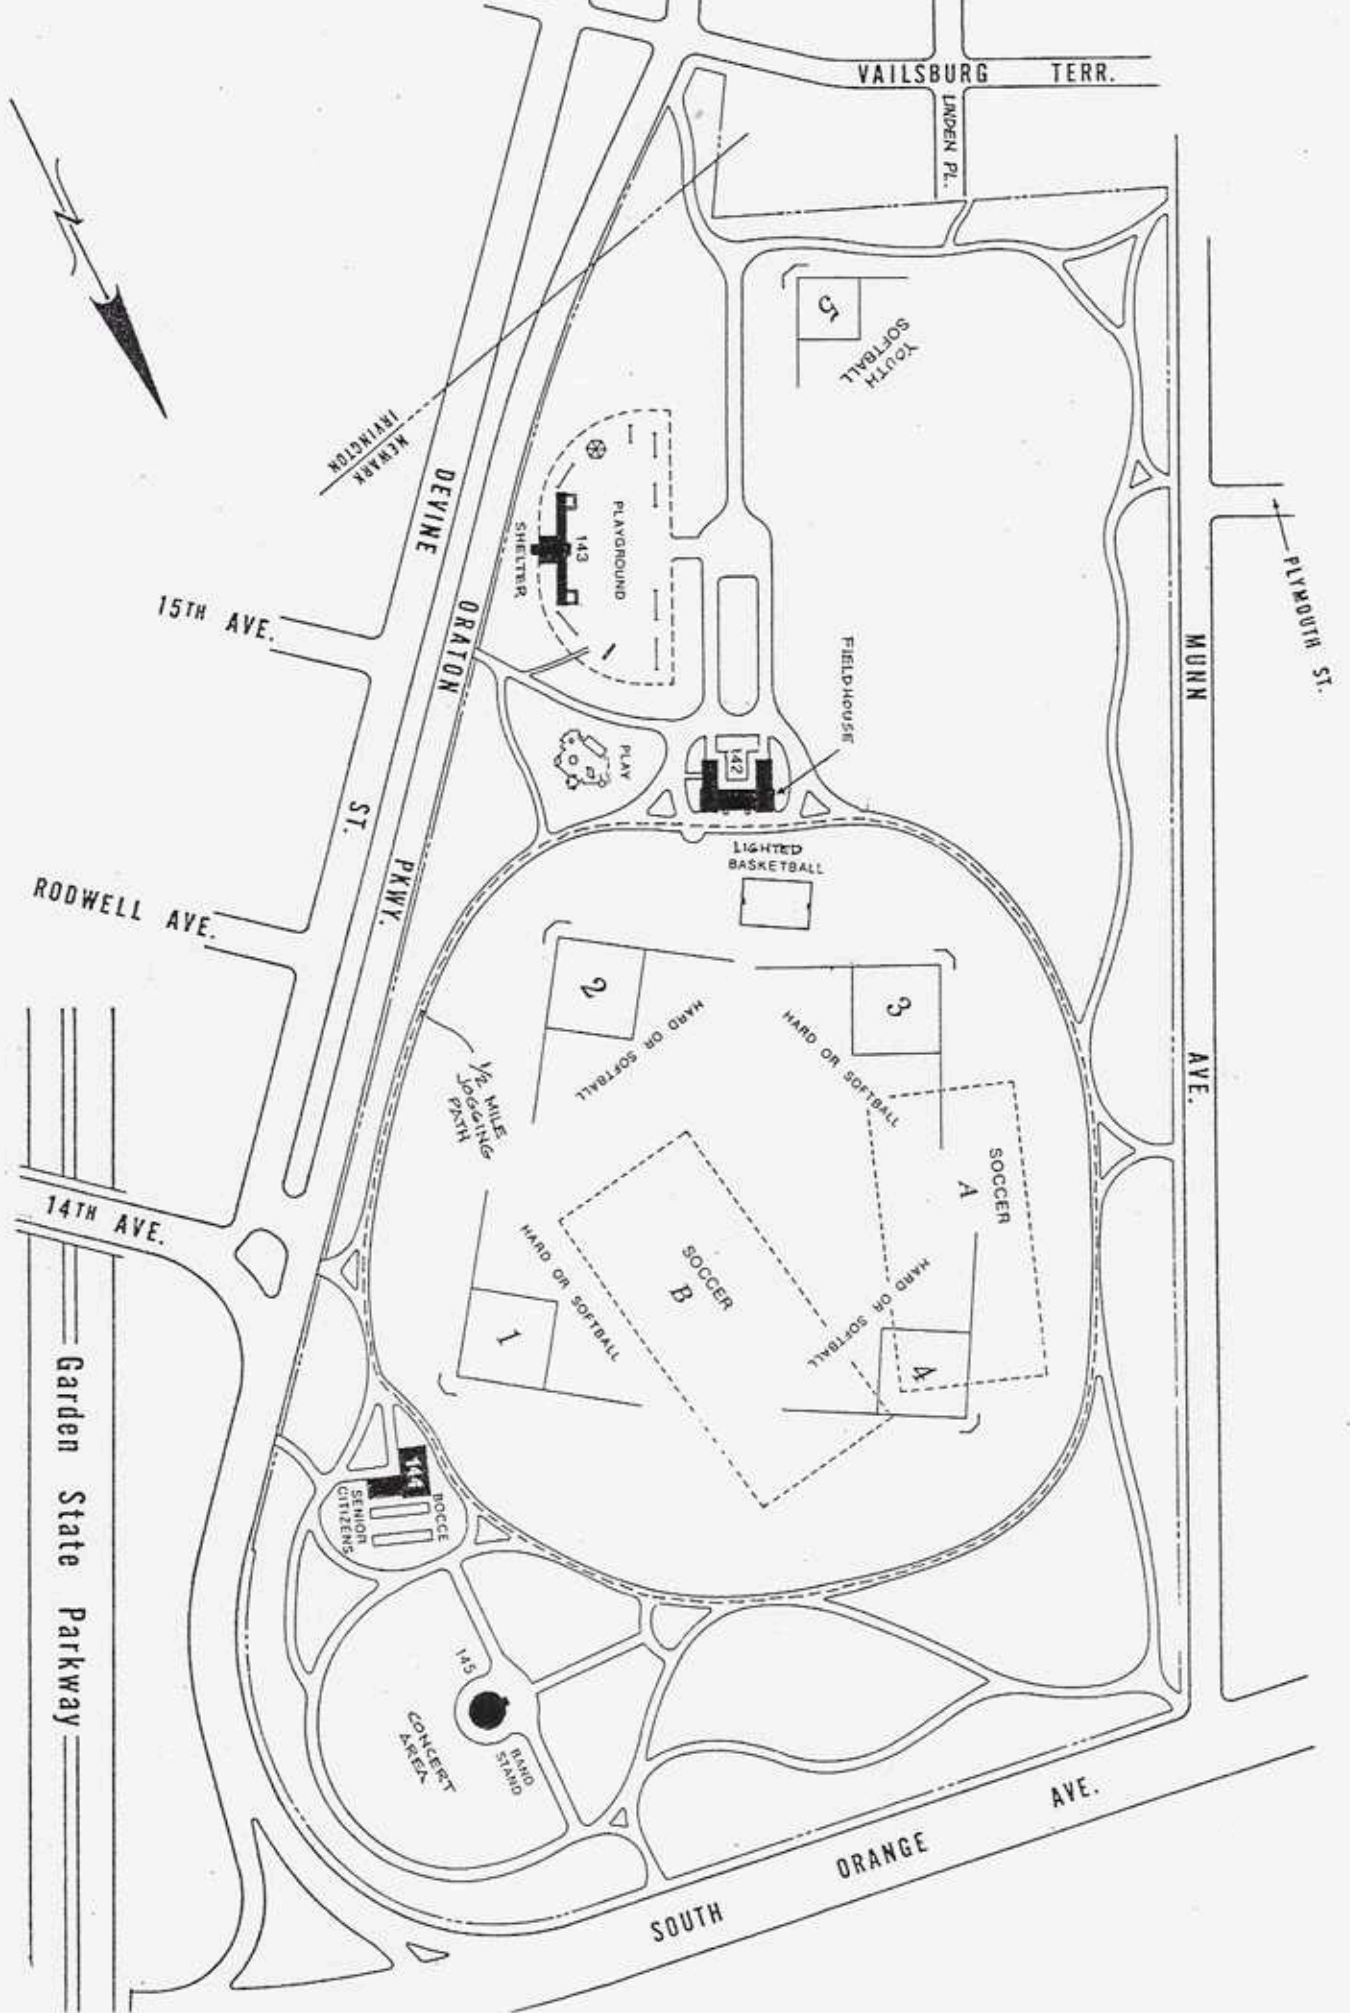 VAILSBURG TERR.
LINDEN PL.
5
YOUTH
SOFTBALL
NEWARK
IRVINGTON
DEVINE
ST.
PLAYGROUND
143
SHELTER
PLYMOUTH ST.
15TH AVE.
ORATON
PKWY.
MUNN
AVE.
FIELDHOUSE
142
PLAY
LIGHTED
BASKETBALL
RODWELL AVE.
2
HARD OR SOFTBALL
3
HARD OR SOFTBALL
1/2 MILE
JOGGING
PATH
SOCCER
A
14TH AVE.
SOCCER
B
HARD OR SOFTBALL
1
HARD OR SOFTBALL
4
Garden State Parkway
144
BOCCE
SENIOR
CITIZENS
145
BAND
STAND
CONCERT
AREA
SOUTH ORANGE AVE.